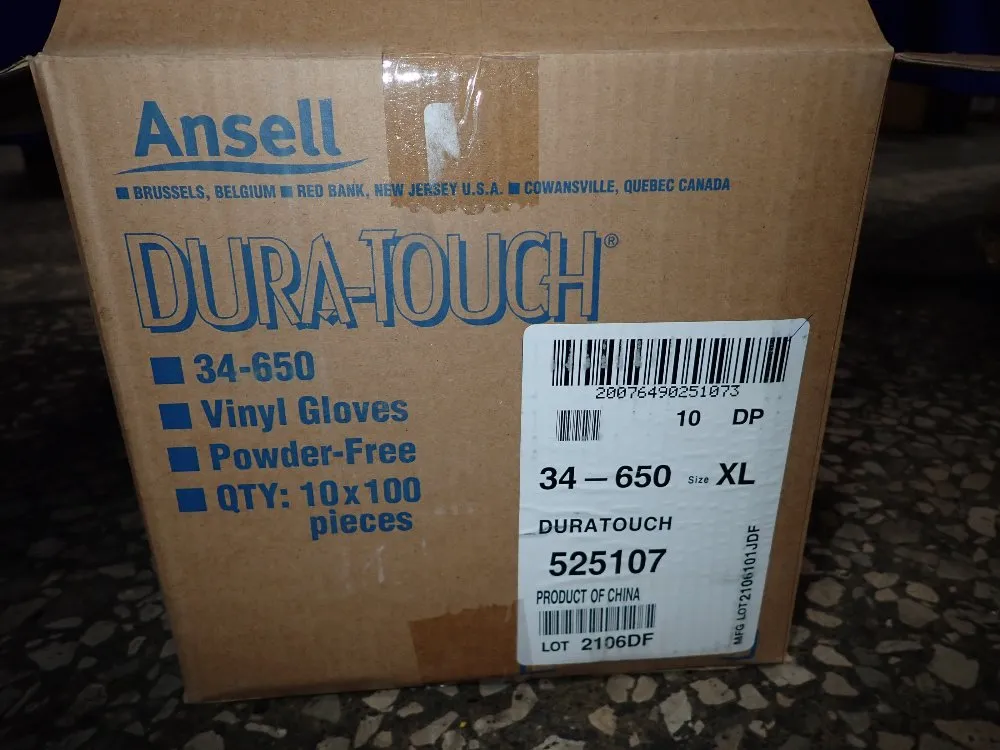 Ansell
■ BRUSSELS, BELGIUM ■ RED BANK, NEW JERSEY U.S.A. ■ COWANSVILLE, QUEBEC CANADA
DURA-TOUCH®
■ 34-650
■ Vinyl Gloves
■ Powder-Free
■ QTY: 10x100
pieces
20076490251073
10 DP
34-650 Size XL
DURATOUCH
525107
PRODUCT OF CHINA
LOT 2106DF
MFG LOT2106101JDF